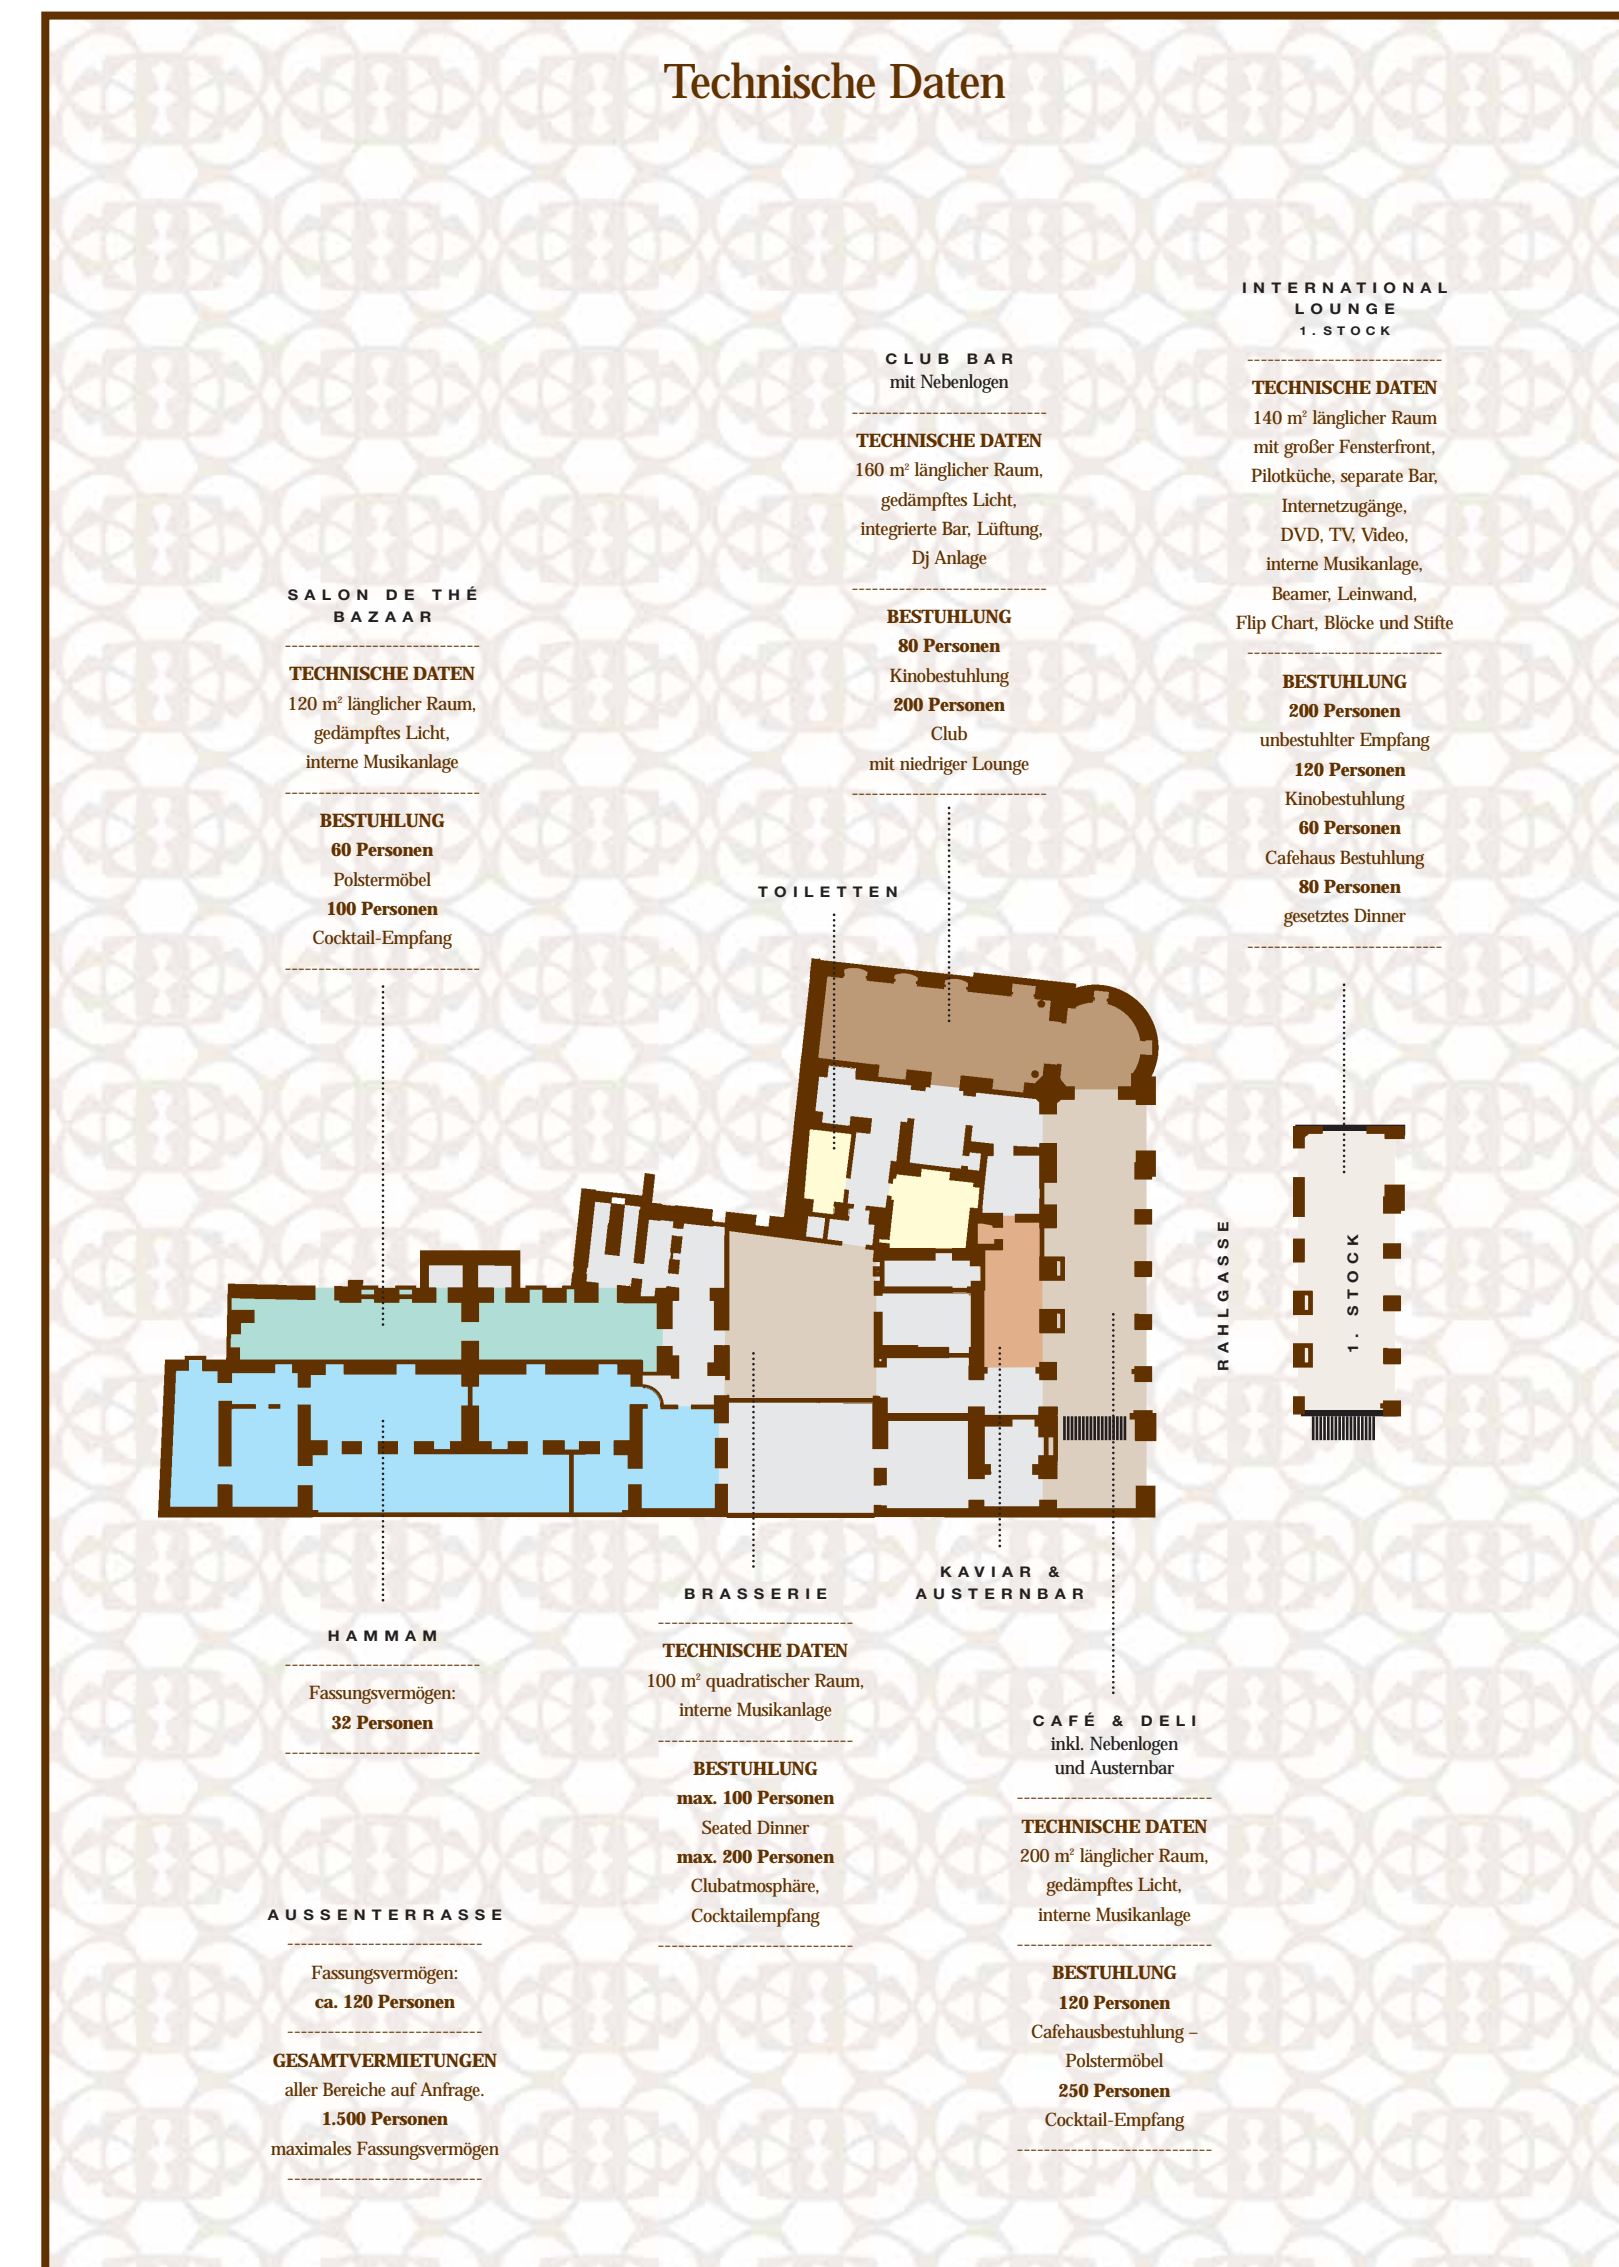 Technische Daten
INTERNATIONAL
LOUNGE
1. STOCK
TECHNISCHE DATEN
140 m² länglicher Raum
mit großer Fensterfront,
Pilotküche, separate Bar,
Internetzugänge,
DVD, TV, Video,
interne Musikanlage,
Beamer, Leinwand,
Flip Chart, Blöcke und Stifte
BESTUHLUNG
200 Personen
unbestuhlter Empfang
120 Personen
Kinobestuhlung
60 Personen
Cafehaus Bestuhlung
80 Personen
gesetztes Dinner
CLUB BAR
mit Nebenlogen
TECHNISCHE DATEN
160 m² länglicher Raum,
gedämpftes Licht,
integrierte Bar, Lüftung,
Dj Anlage
BESTUHLUNG
80 Personen
Kinobestuhlung
200 Personen
Club
mit niedriger Lounge
SALON DE THÉ
BAZAAR
TECHNISCHE DATEN
120 m² länglicher Raum,
gedämpftes Licht,
interne Musikanlage
BESTUHLUNG
60 Personen
Polstermöbel
100 Personen
Cocktail-Empfang
TOILETTEN
RAHLGASSE
1. STOCK
HAMMAM
Fassungsvermögen:
32 Personen
BRASSERIE
TECHNISCHE DATEN
100 m² quadratischer Raum,
interne Musikanlage
BESTUHLUNG
max. 100 Personen
Seated Dinner
max. 200 Personen
Clubatmosphäre,
Cocktailempfang
KAVIAR &
AUSTERNBAR
CAFÉ & DELI
inkl. Nebenlogen
und Austernbar
TECHNISCHE DATEN
200 m² länglicher Raum,
gedämpftes Licht,
interne Musikanlage
BESTUHLUNG
120 Personen
Cafehausbestuhlung –
Polstermöbel
250 Personen
Cocktail-Empfang
AUSSENTERRASSE
Fassungsvermögen:
ca. 120 Personen
GESAMTVERMIETUNGEN
aller Bereiche auf Anfrage.
1.500 Personen
maximales Fassungsvermögen